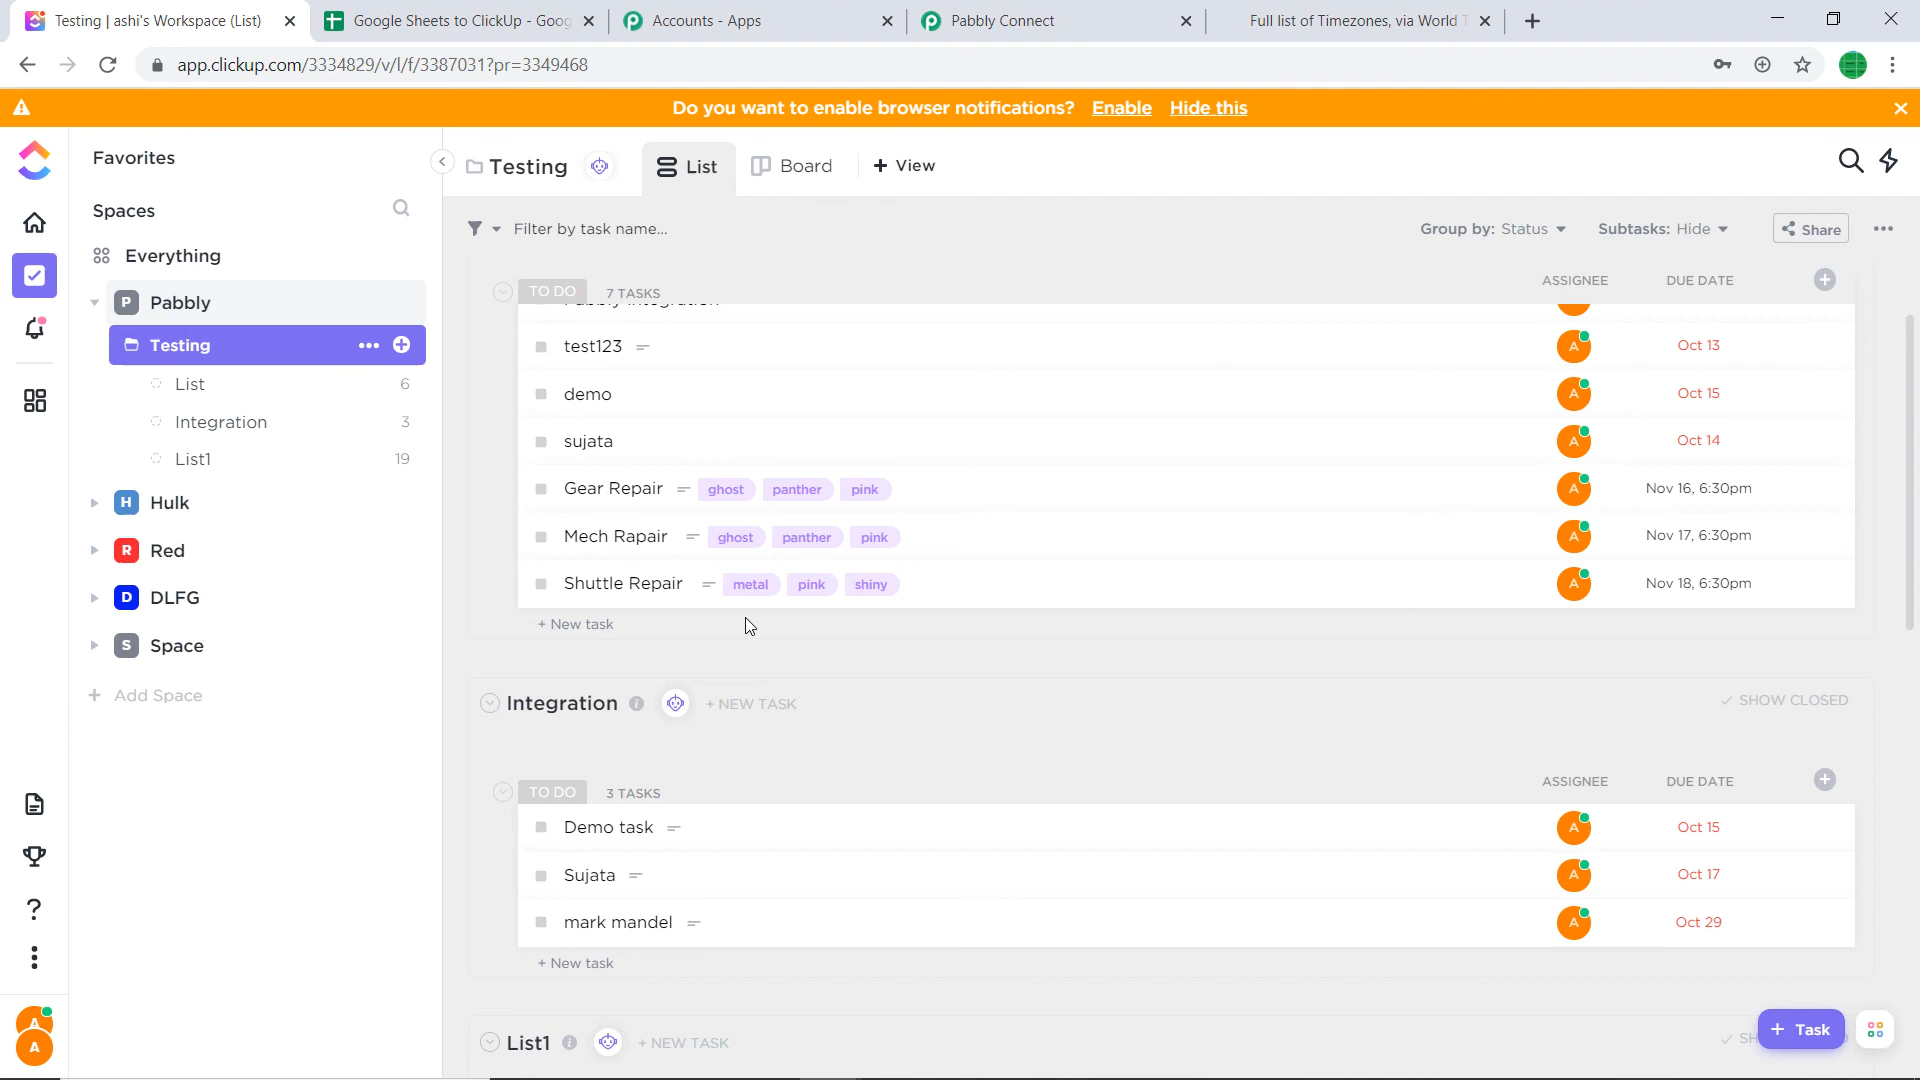 Testing | ashi's Workspace (List)
Google Sheets to ClickUp - Goog
Accounts - Apps
Pabbly Connect
Full list of Timezones, via World T
app.clickup.com/3334829/v/l/f/3387031?pr=3349468
Do you want to enable browser notifications? Enable Hide this
Favorites
Spaces
Everything
P Pabbly
Testing
List 6
Integration 3
List1 19
H Hulk
R Red
D DLFG
S Space
+ Add Space
A
A
Testing
List
Board
+ View
Filter by task name...
Group by: Status
Subtasks: Hide
Share
TO DO 7 TASKS ASSIGNEE DUE DATE
Pabbly Integration
test123 A Oct 13
demo A Oct 15
sujata A Oct 14
Gear Repair ghost panther pink A Nov 16, 6:30pm
Mech Rapair ghost panther pink A Nov 17, 6:30pm
Shuttle Repair metal pink shiny A Nov 18, 6:30pm
+ New task
Integration + NEW TASK SHOW CLOSED
TO DO 3 TASKS ASSIGNEE DUE DATE
Demo task A Oct 15
Sujata A Oct 17
mark mandel A Oct 29
+ New task
List1 + NEW TASK
+ Task